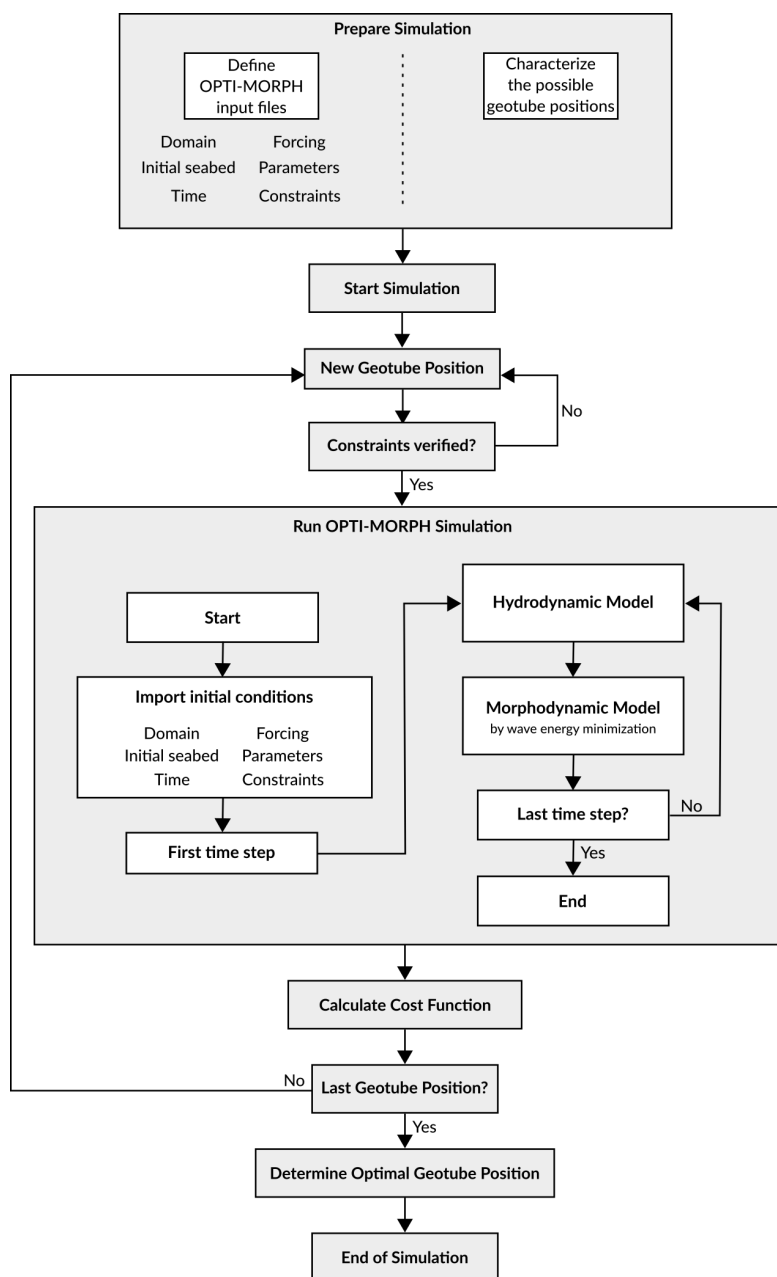 Prepare Simulation
Define
OPTI-MORPH
input files
Characterize
the possible
geotube positions
Domain Forcing
Initial seabed Parameters
Time Constraints
Start Simulation
New Geotube Position
No
Constraints verified?
Yes
Run OPTI-MORPH Simulation
Start
Import initial conditions
Domain Forcing
Initial seabed Parameters
Time Constraints
First time step
Hydrodynamic Model
Morphodynamic Model
by wave energy minimization
Last time step?
No
Yes
End
Calculate Cost Function
No
Last Geotube Position?
Yes
Determine Optimal Geotube Position
End of Simulation